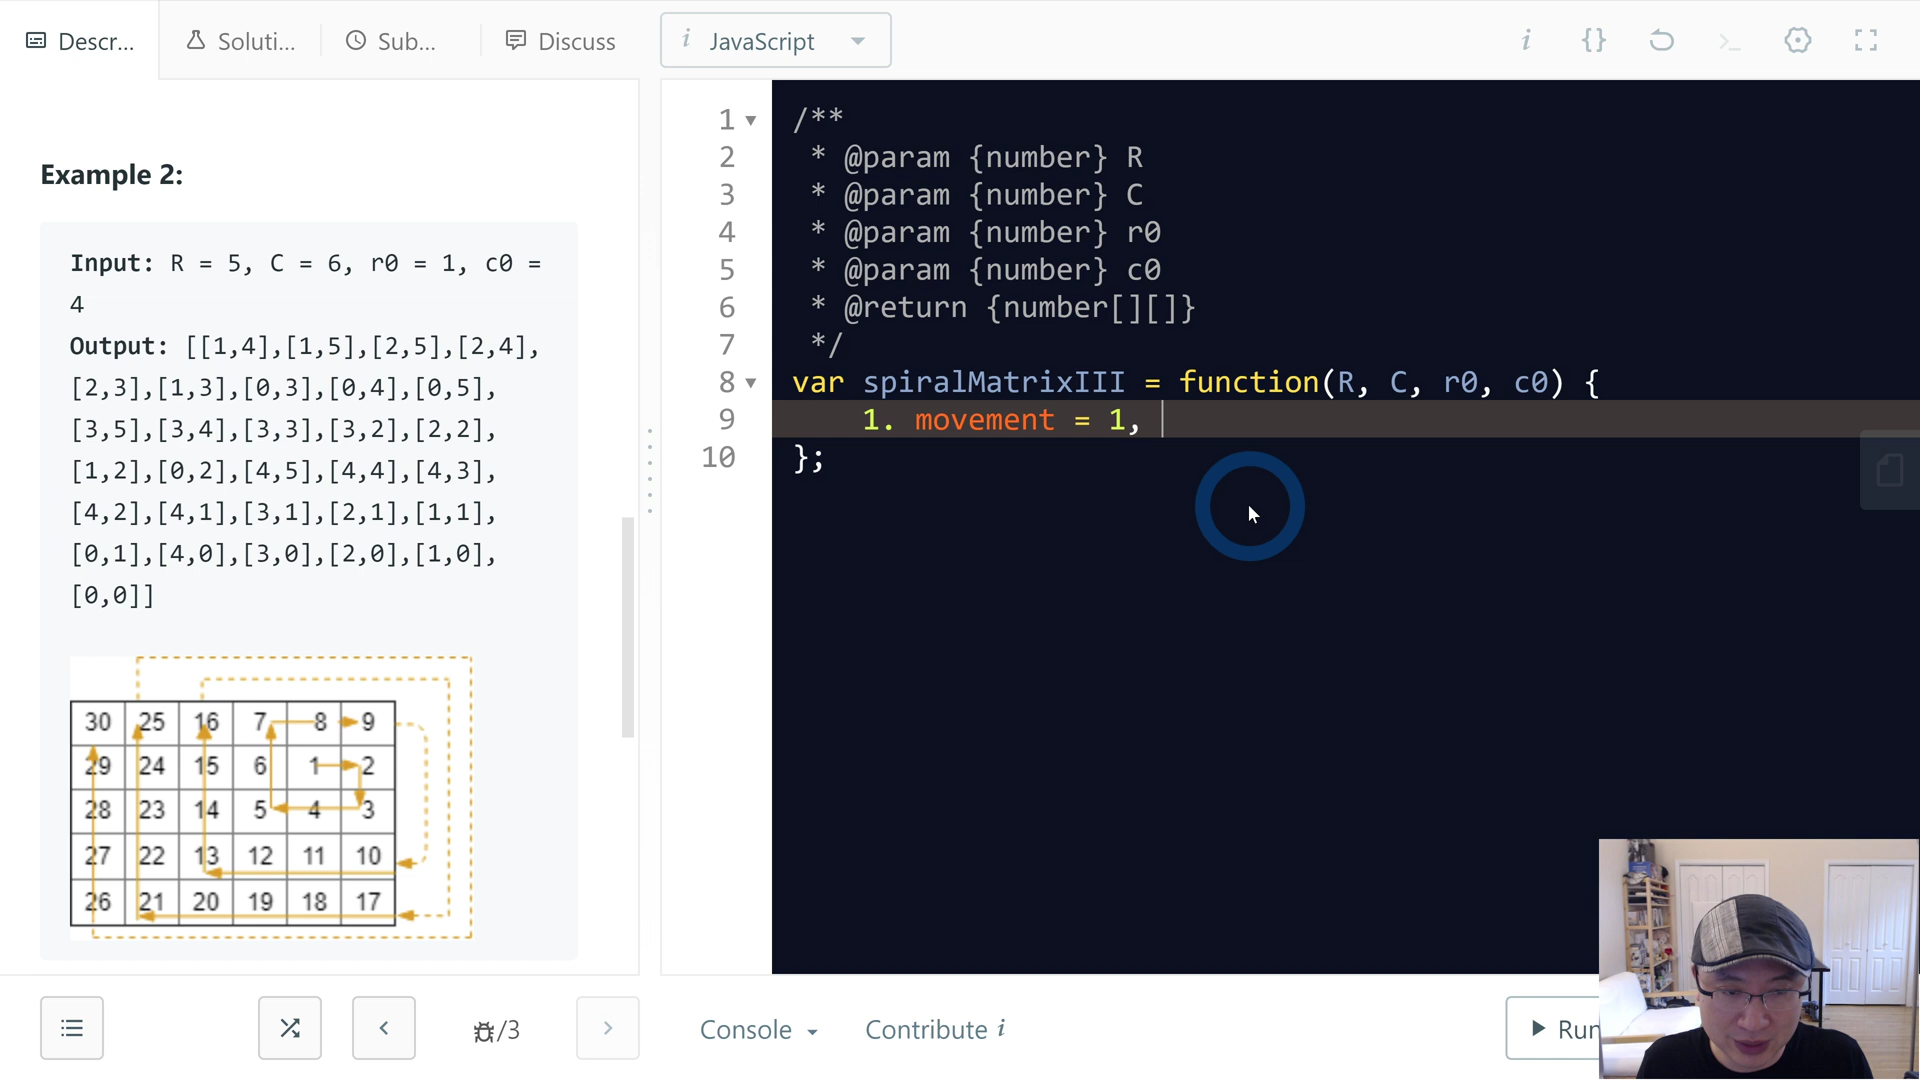 Descr...
Soluti...
Sub...
Discuss
i JavaScript
i {} >_
Example 2:
Input: R = 5, C = 6, r0 = 1, c0 =
4
Output: [[1,4],[1,5],[2,5],[2,4],
[2,3],[1,3],[0,3],[0,4],[0,5],
[3,5],[3,4],[3,3],[3,2],[2,2],
[1,2],[0,2],[4,5],[4,4],[4,3],
[4,2],[4,1],[3,1],[2,1],[1,1],
[0,1],[4,0],[3,0],[2,0],[1,0],
[0,0]]
30 25 16 7 8 9
29 24 15 6 1 2
28 23 14 5 4 3
27 22 13 12 11 10
26 21 20 19 18 17
1 /**
2 * @param {number} R
3 * @param {number} C
4 * @param {number} r0
5 * @param {number} c0
6 * @return {number[][]}
7 */
8 var spiralMatrixIII = function(R, C, r0, c0) {
9 1. movement = 1,
10 };
/3
Console
Contribute i
Run